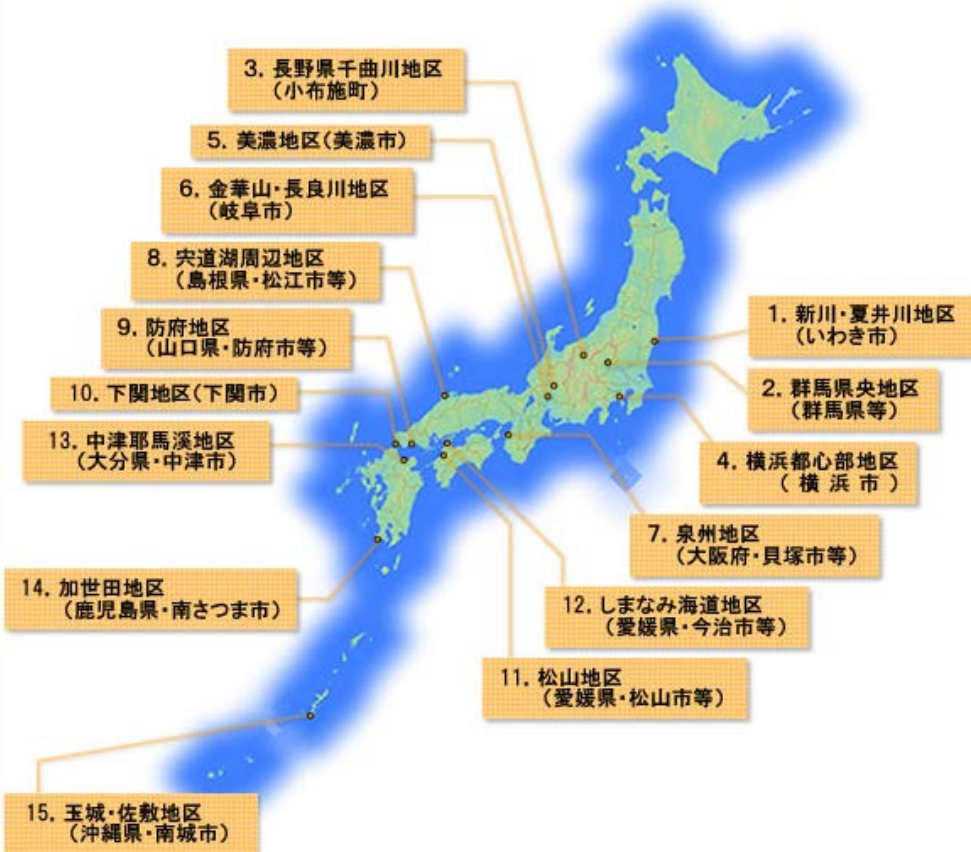 3. 長野県千曲川地区
(小布施町)
5. 美濃地区(美濃市)
6. 金華山・長良川地区
(岐阜市)
8. 宍道湖周辺地区
(島根県・松江市等)
9. 防府地区
(山口県・防府市等)
10. 下関地区(下関市)
13. 中津耶馬溪地区
(大分県・中津市)
14. 加世田地区
(鹿児島県・南さつま市)
15. 玉城・佐敷地区
(沖縄県・南城市)
1. 新川・夏井川地区
(いわき市)
2. 群馬県央地区
(群馬県等)
4. 横浜都心部地区
(横浜市)
7. 泉州地区
(大阪府・貝塚市等)
12. しまなみ海道地区
(愛媛県・今治市等)
11. 松山地区
(愛媛県・松山市等)